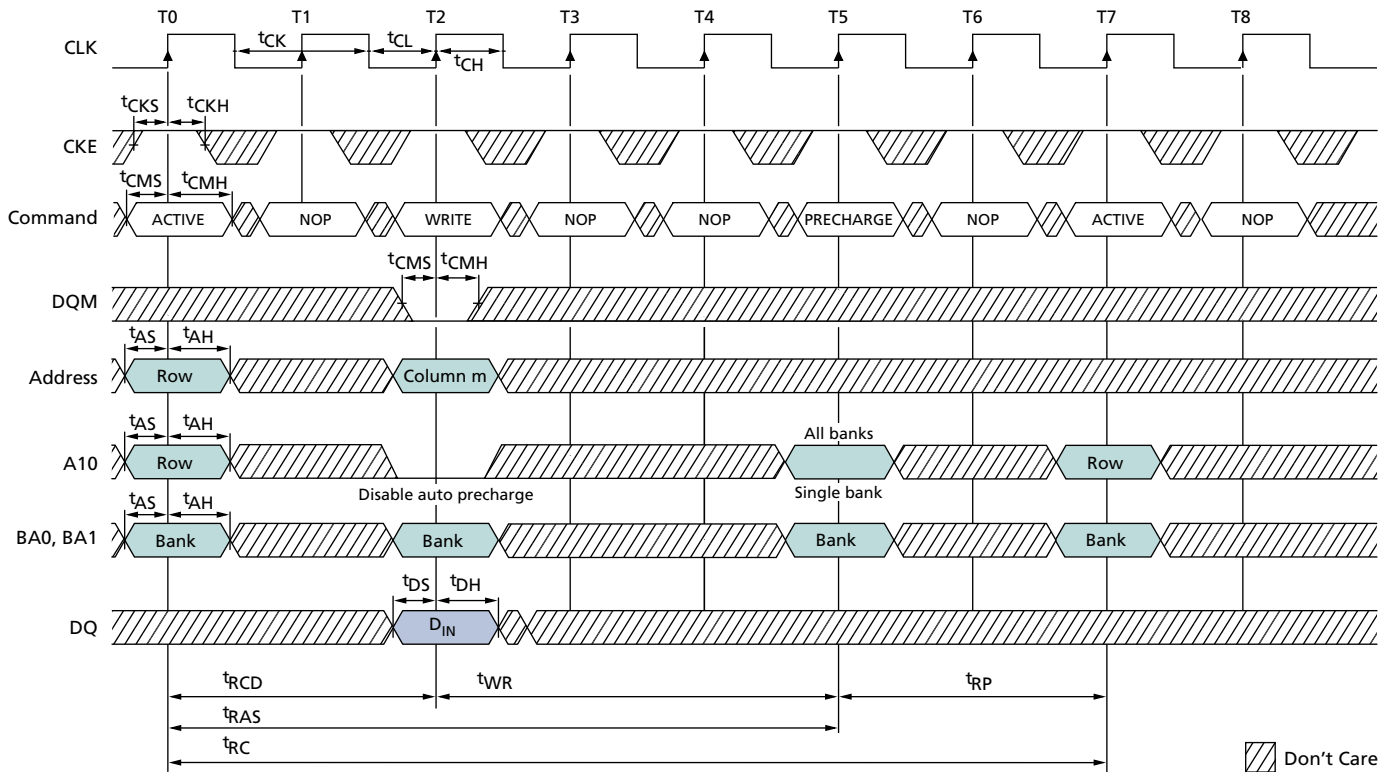 T0 T1 T2 T3 T4 T5 T6 T7 T8
CLK
tCK tCL
tCH
tCKS tCKH
CKE
tCMS tCMH
Command ACTIVE NOP WRITE NOP NOP PRECHARGE NOP ACTIVE NOP
tCMS tCMH
DQM
tAS tAH
Address Row Column m
tAS tAH
All banks
A10 Row Row
Disable auto precharge Single bank
tAS tAH
BA0, BA1 Bank Bank Bank Bank
tDS tDH
DQ DIN
tRCD tWR tRP
tRAS
tRC
Don't Care